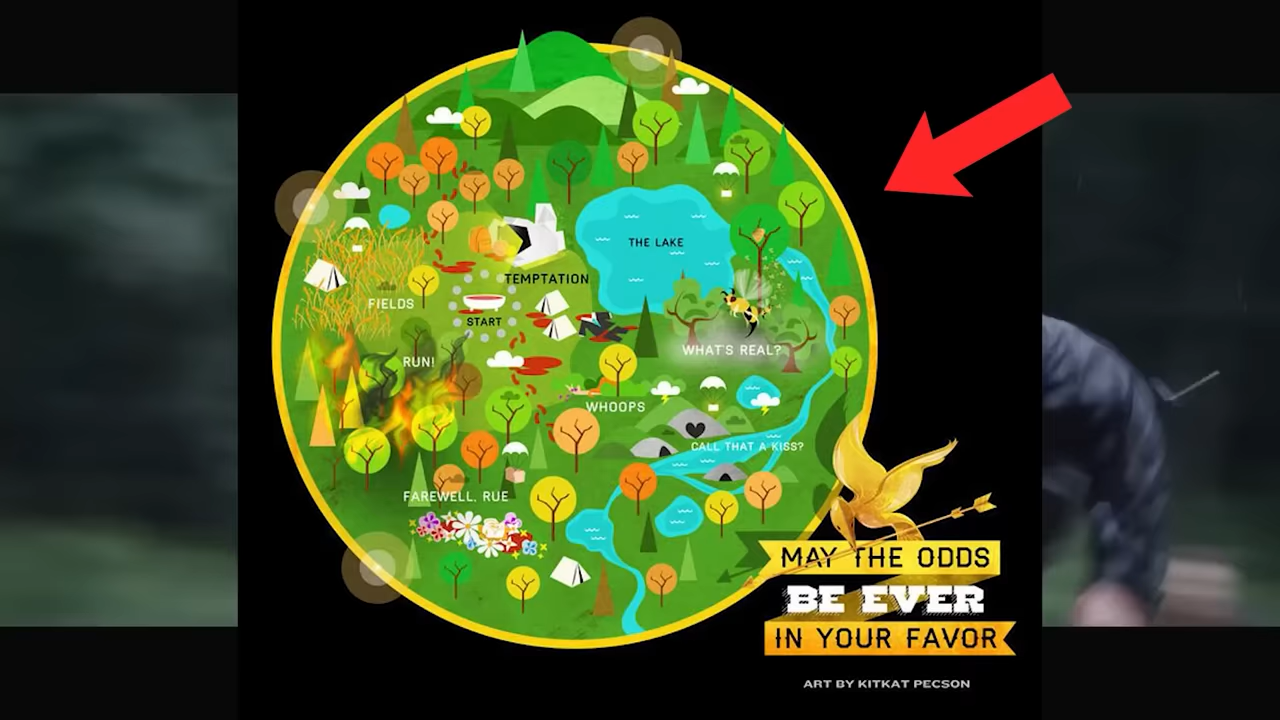 THE LAKE
TEMPTATION
FIELDS
START
WHAT'S REAL?
RUN!
WHOOPS
CALL THAT A KISS?
FAREWELL, RUE
MAY THE ODDS
BE EVER
IN YOUR FAVOR
ART BY KITKAT PECSON